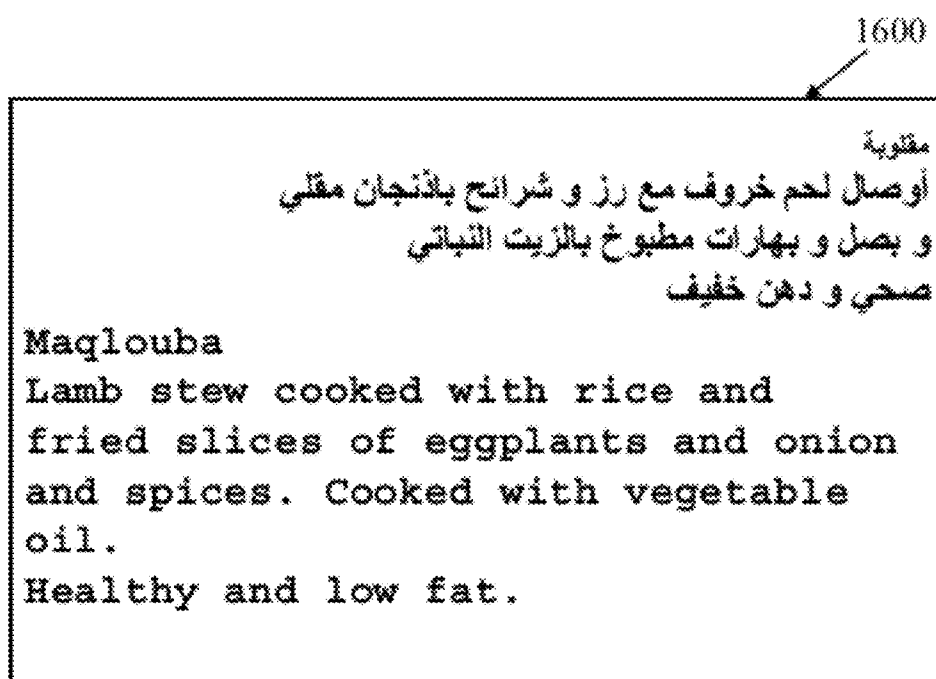 1600
مقلوبة
أوصال لحم خروف مع رز و شرائح باذنجان مقلي
و بصل و بهارات مطبوخ بالزيت النباتي
صحي و دهن خفيف
Maqlouba
Lamb stew cooked with rice and
fried slices of eggplants and onion
and spices. Cooked with vegetable
oil.
Healthy and low fat.